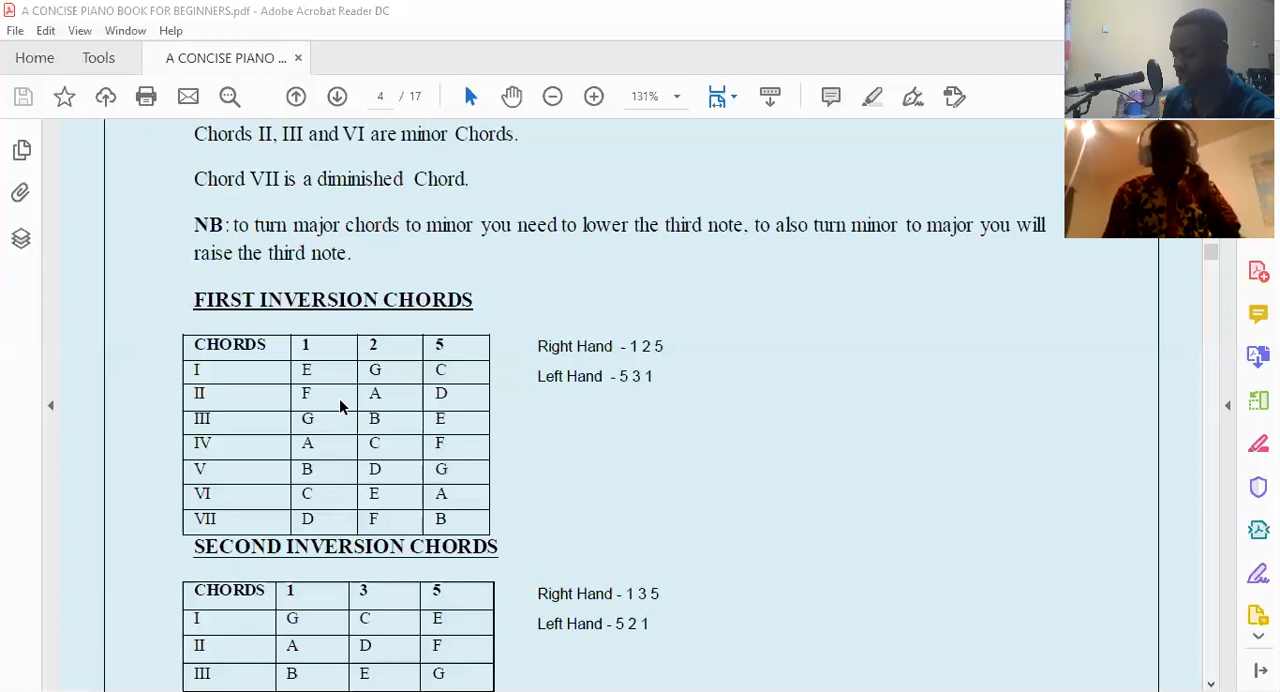 A CONCISE PIANO BOOK FOR BEGINNERS.pdf - Adobe Acrobat Reader DC
File Edit View Window Help
Home Tools A CONCISE PIANO ... ×
4 / 17 131%
Chords II, III and VI are minor Chords.
Chord VII is a diminished Chord.
NB: to turn major chords to minor you need to lower the third note, to also turn minor to major you will
raise the third note.
FIRST INVERSION CHORDS
CHORDS 1 2 5
I E G C
II F A D
III G B E
IV A C F
V B D G
VI C E A
VII D F B
Right Hand - 1 2 5
Left Hand - 5 3 1
SECOND INVERSION CHORDS
CHORDS 1 3 5
I G C E
II A D F
III B E G
Right Hand - 1 3 5
Left Hand - 5 2 1